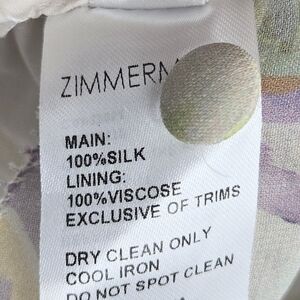 ZIMMERM
MAIN:
100%SILK
LINING:
100%VISCOSE
EXCLUSIVE OF TRIMS
DRY CLEAN ONLY
COOL IRON
DO NOT SPOT CLEAN